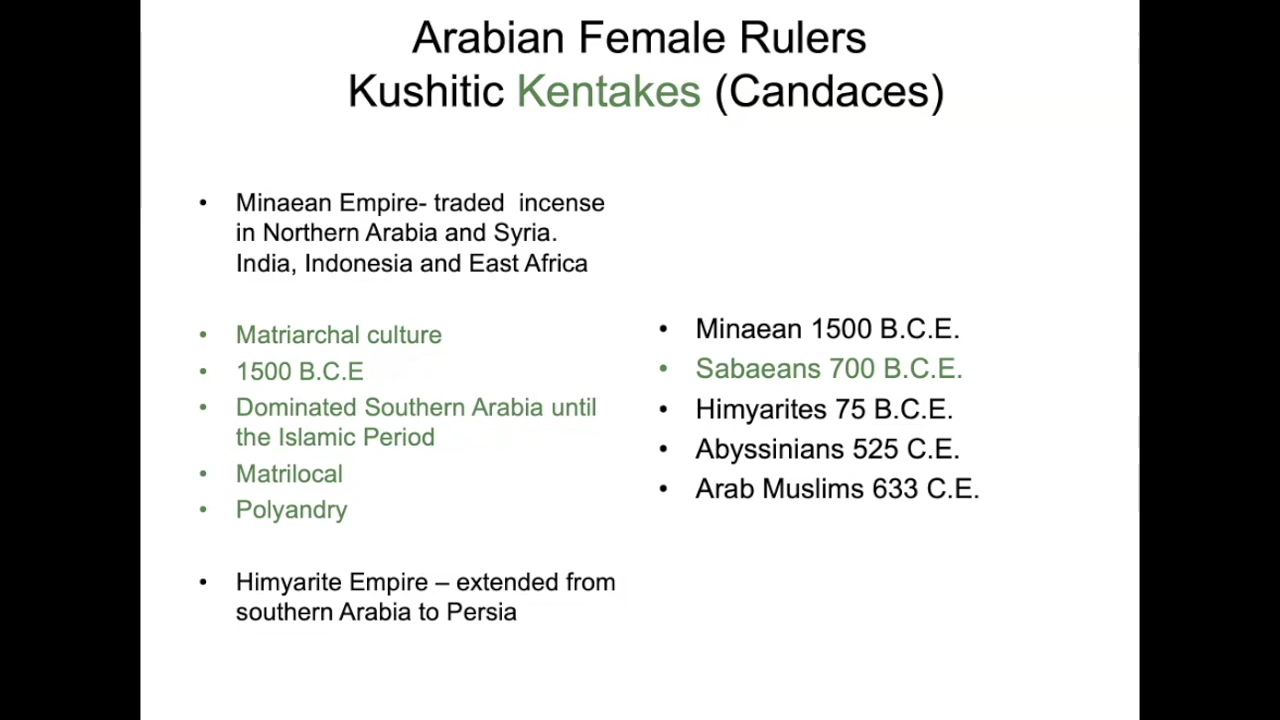 Arabian Female Rulers
Kushitic Kentakes (Candaces)
• Minaean Empire- traded  incense
in Northern Arabia and Syria.
India, Indonesia and East Africa
• Matriarchal culture
• 1500 B.C.E
• Dominated Southern Arabia until
the Islamic Period
• Matrilocal
• Polyandry
• Himyarite Empire – extended from
southern Arabia to Persia
• Minaean 1500 B.C.E.
• Sabaeans 700 B.C.E.
• Himyarites 75 B.C.E.
• Abyssinians 525 C.E.
• Arab Muslims 633 C.E.